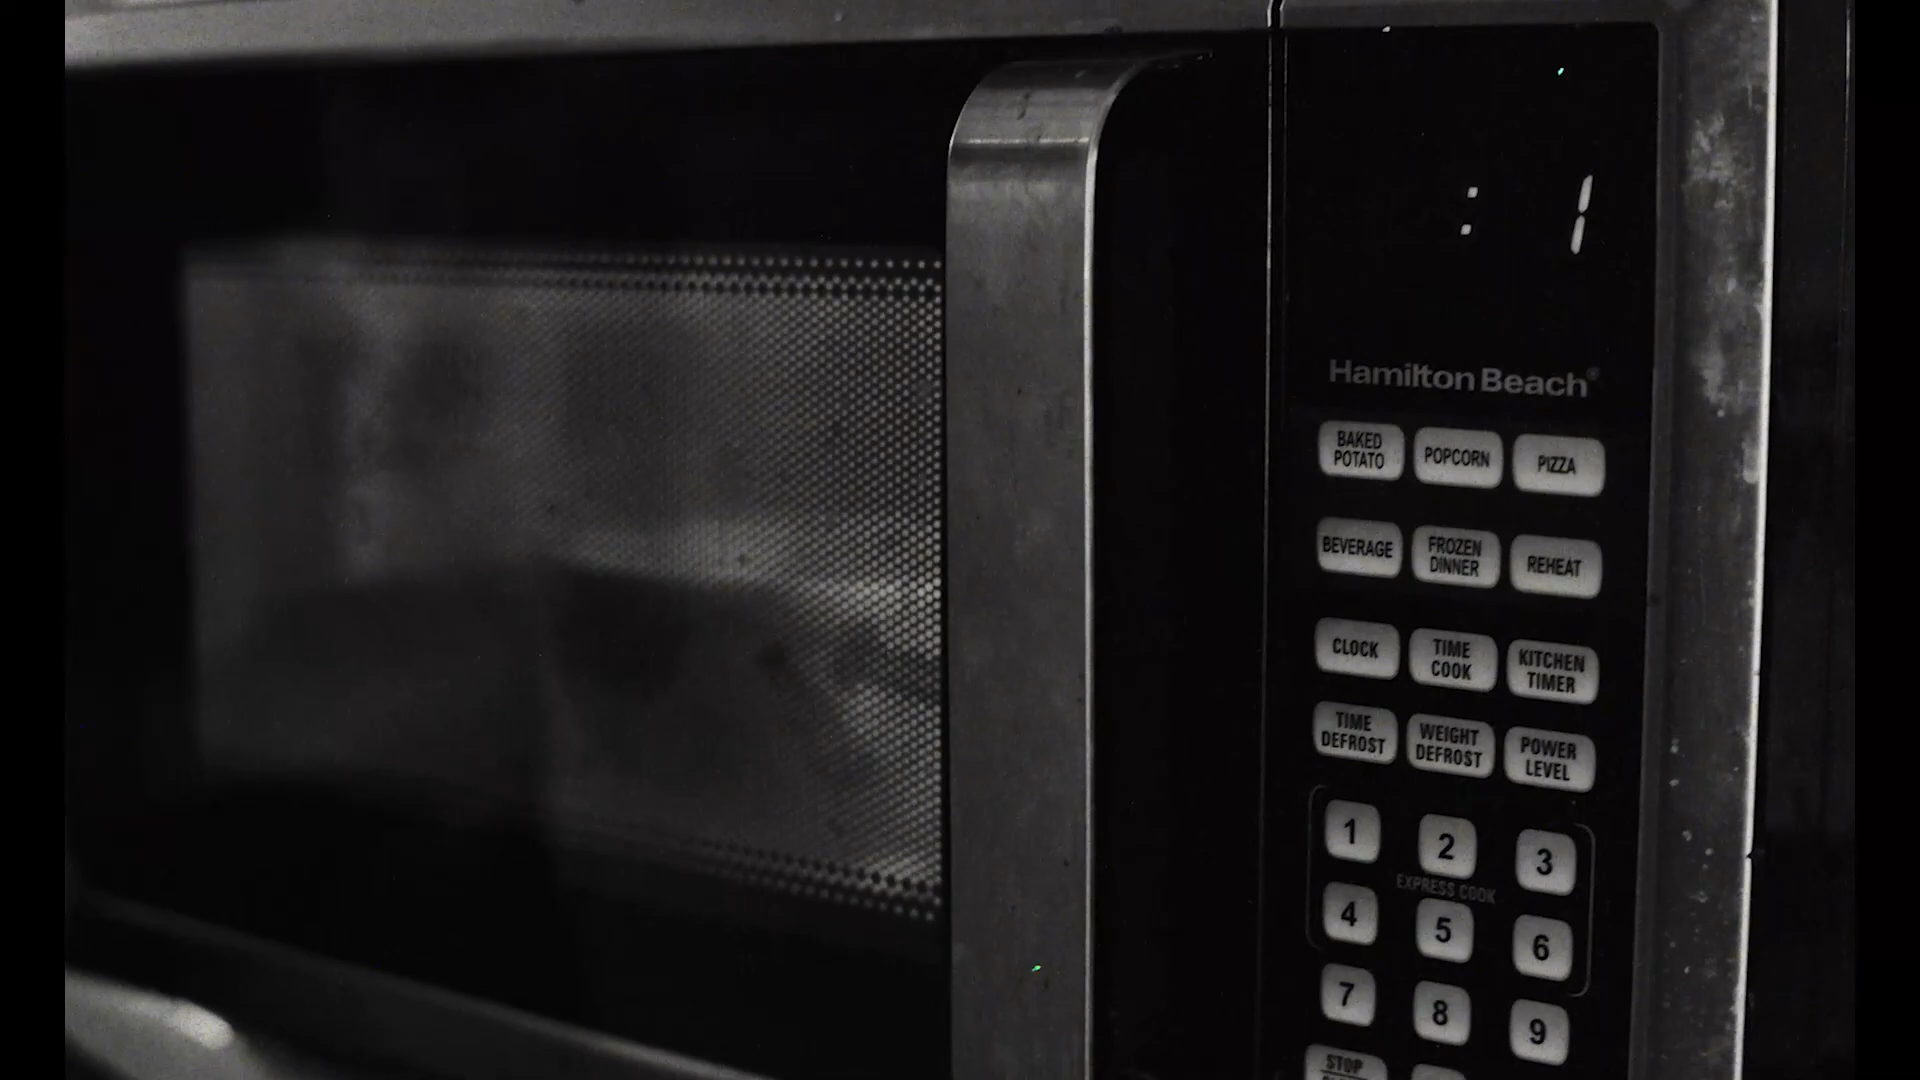 : 1
Hamilton Beach®
BAKED
POTATO
POPCORN
PIZZA
BEVERAGE
FROZEN
DINNER
REHEAT
CLOCK
TIME
COOK
KITCHEN
TIMER
TIME
DEFROST
WEIGHT
DEFROST
POWER
LEVEL
1
2
3
EXPRESS COOK
4
5
6
7
8
9
STOP